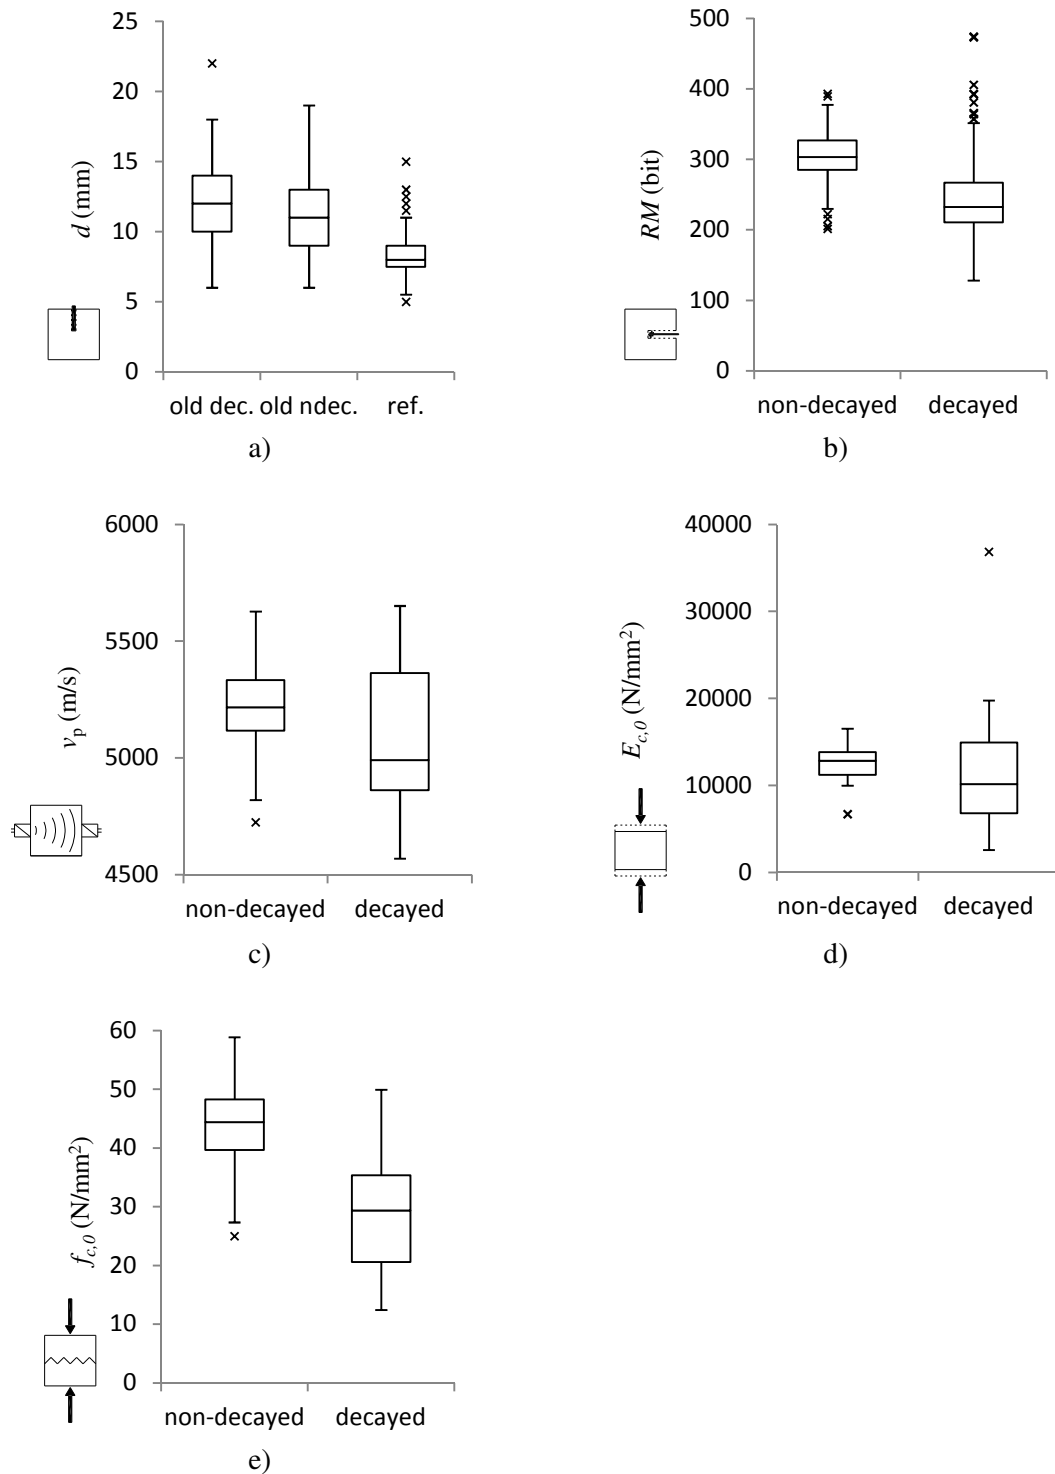 25
20
15
10
5
0
d (mm)
old dec. old ndec. ref.
a)
500
400
300
200
100
0
RM (bit)
non-decayed decayed
b)
6000
5500
5000
4500
vp (m/s)
non-decayed decayed
c)
40000
30000
20000
10000
0
Ec,0 (N/mm²)
non-decayed decayed
d)
60
50
40
30
20
10
0
fc,0 (N/mm²)
non-decayed decayed
e)